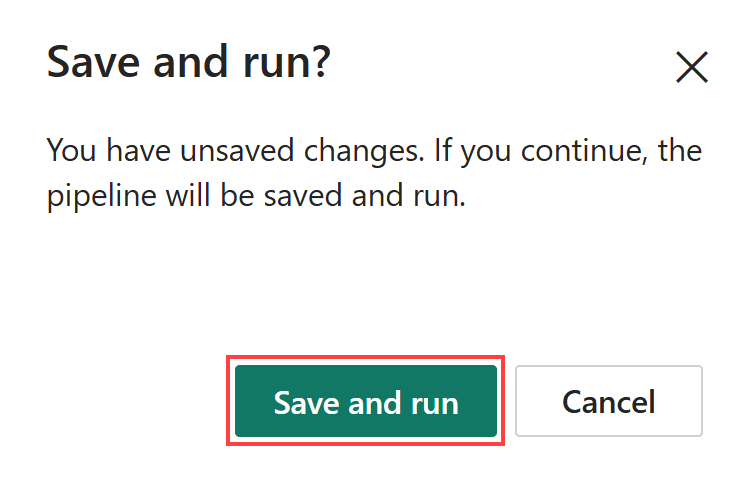 Save and run?
You have unsaved changes. If you continue, the
pipeline will be saved and run.
Save and run
Cancel